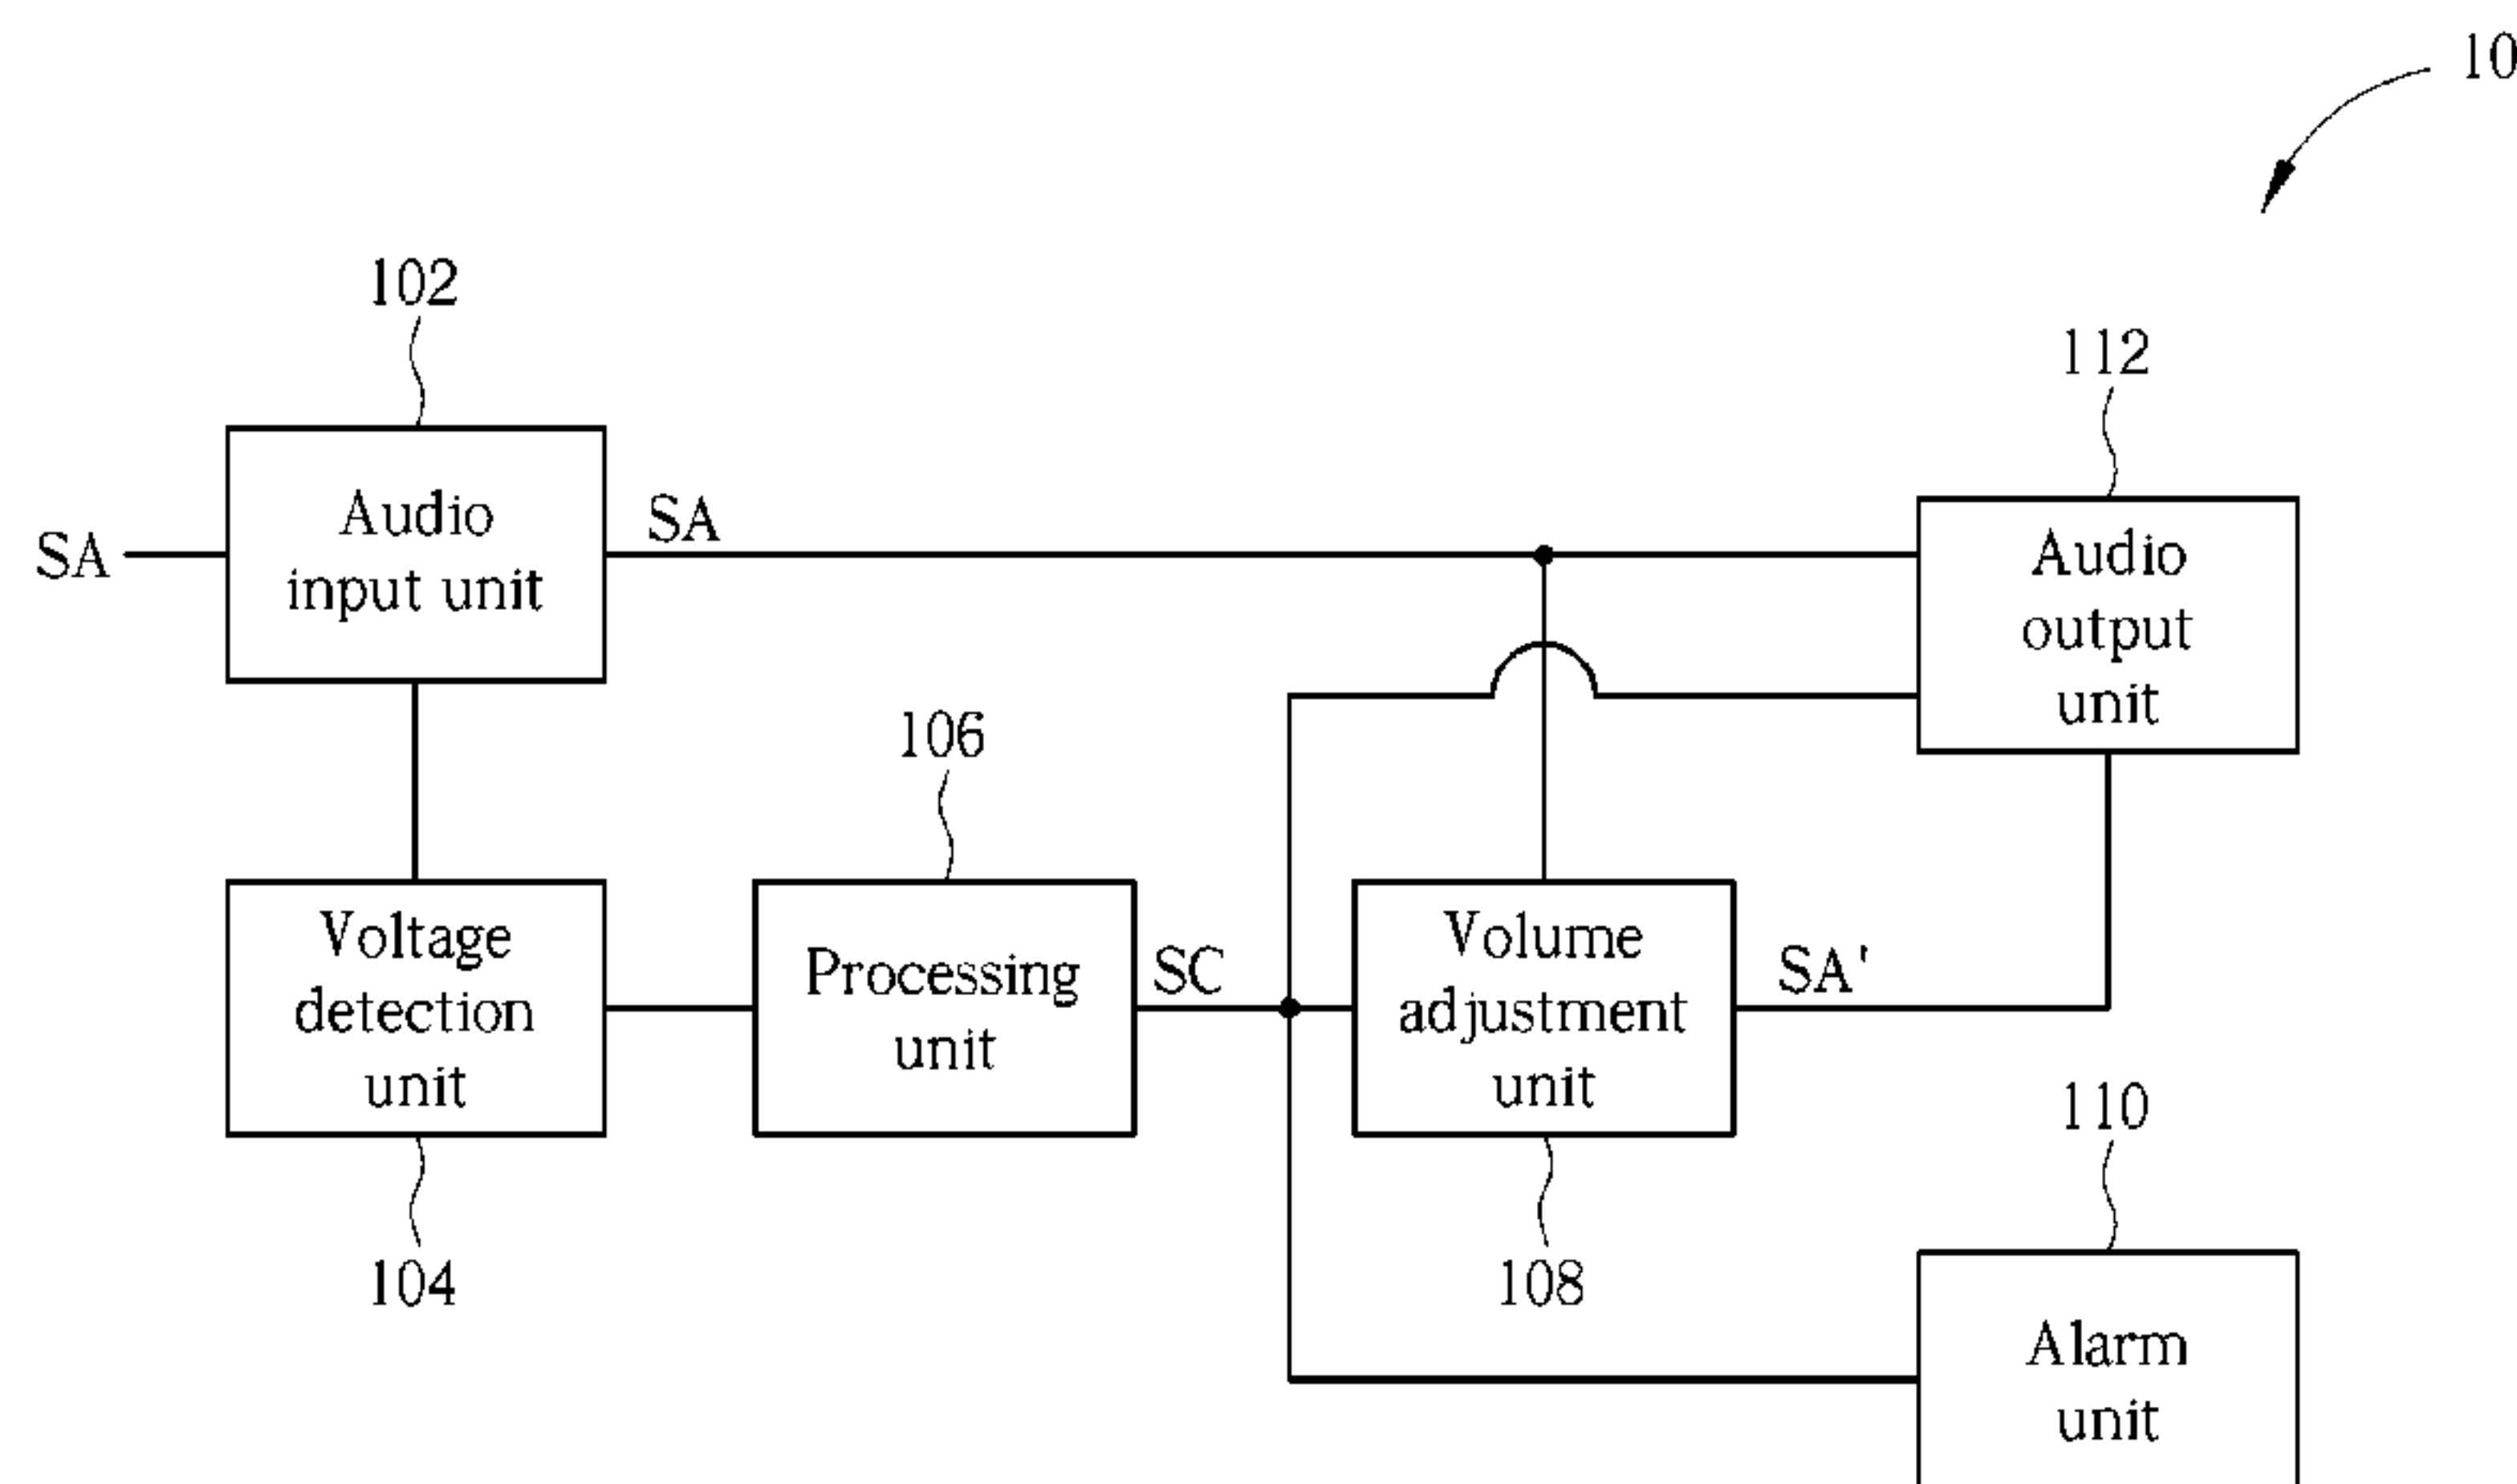 10
102
112
SA
Audio
input unit
SA
Audio
output
unit
106
Voltage
detection
unit
Processing
unit
SC
Volume
adjustment
unit
SA'
110
104
108
Alarm
unit